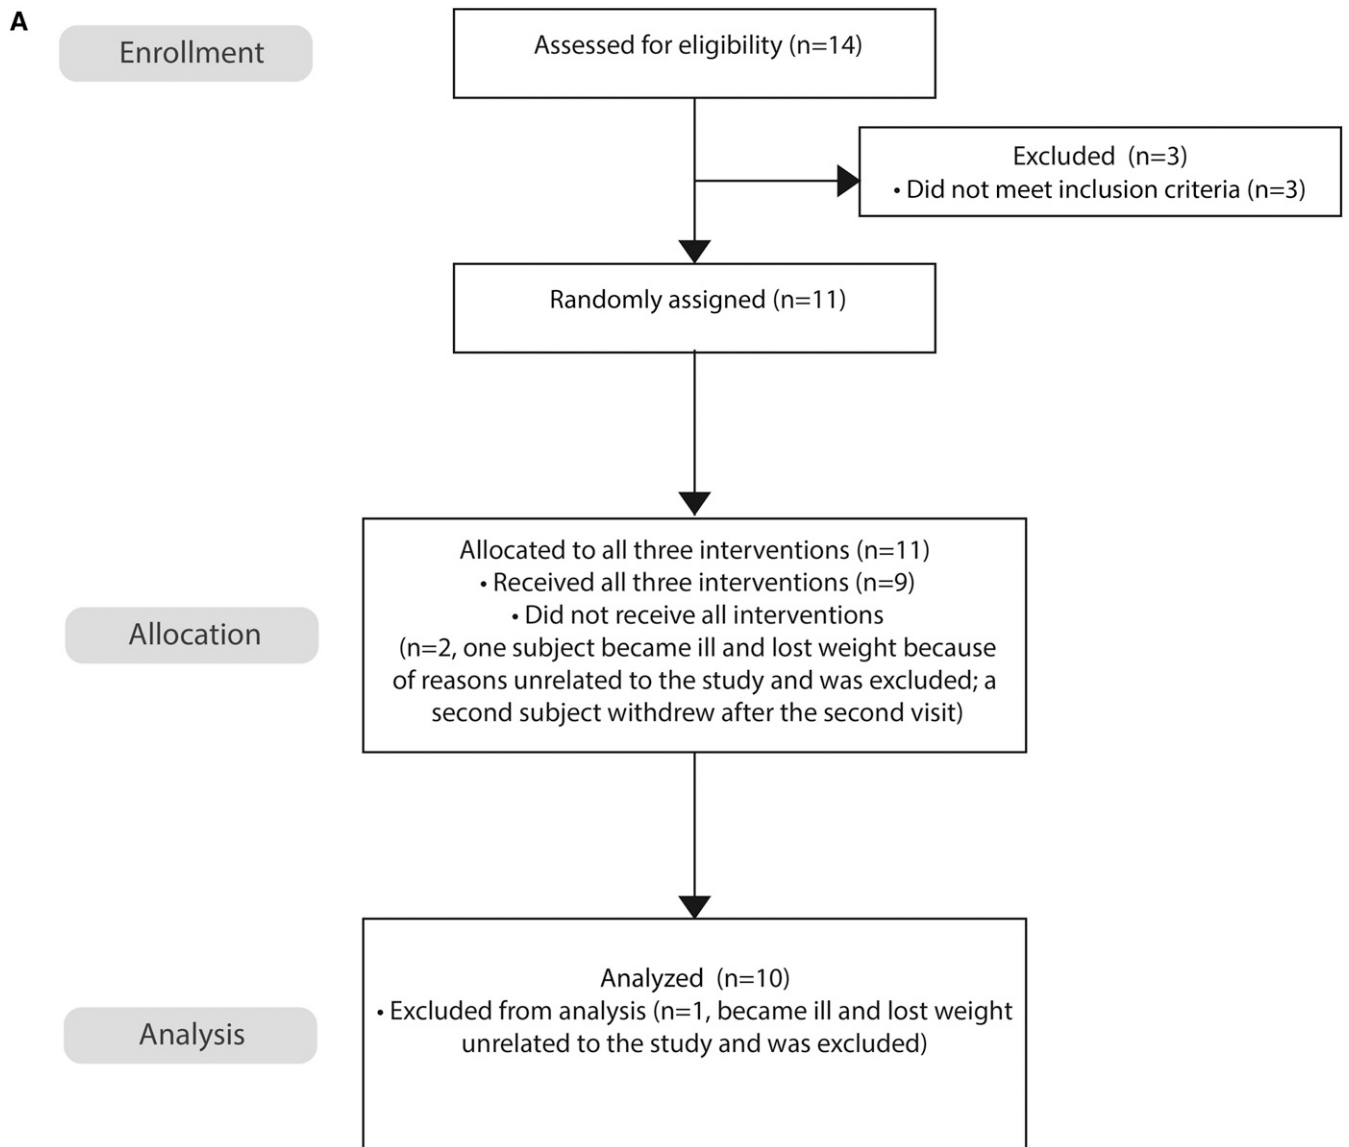 A
Enrollment
Assessed for eligibility (n=14)
Excluded (n=3)
• Did not meet inclusion criteria (n=3)
Randomly assigned (n=11)
Allocation
Allocated to all three interventions (n=11)
• Received all three interventions (n=9)
• Did not receive all interventions
(n=2, one subject became ill and lost weight because
of reasons unrelated to the study and was excluded; a
second subject withdrew after the second visit)
Analysis
Analyzed (n=10)
• Excluded from analysis (n=1, became ill and lost weight
unrelated to the study and was excluded)